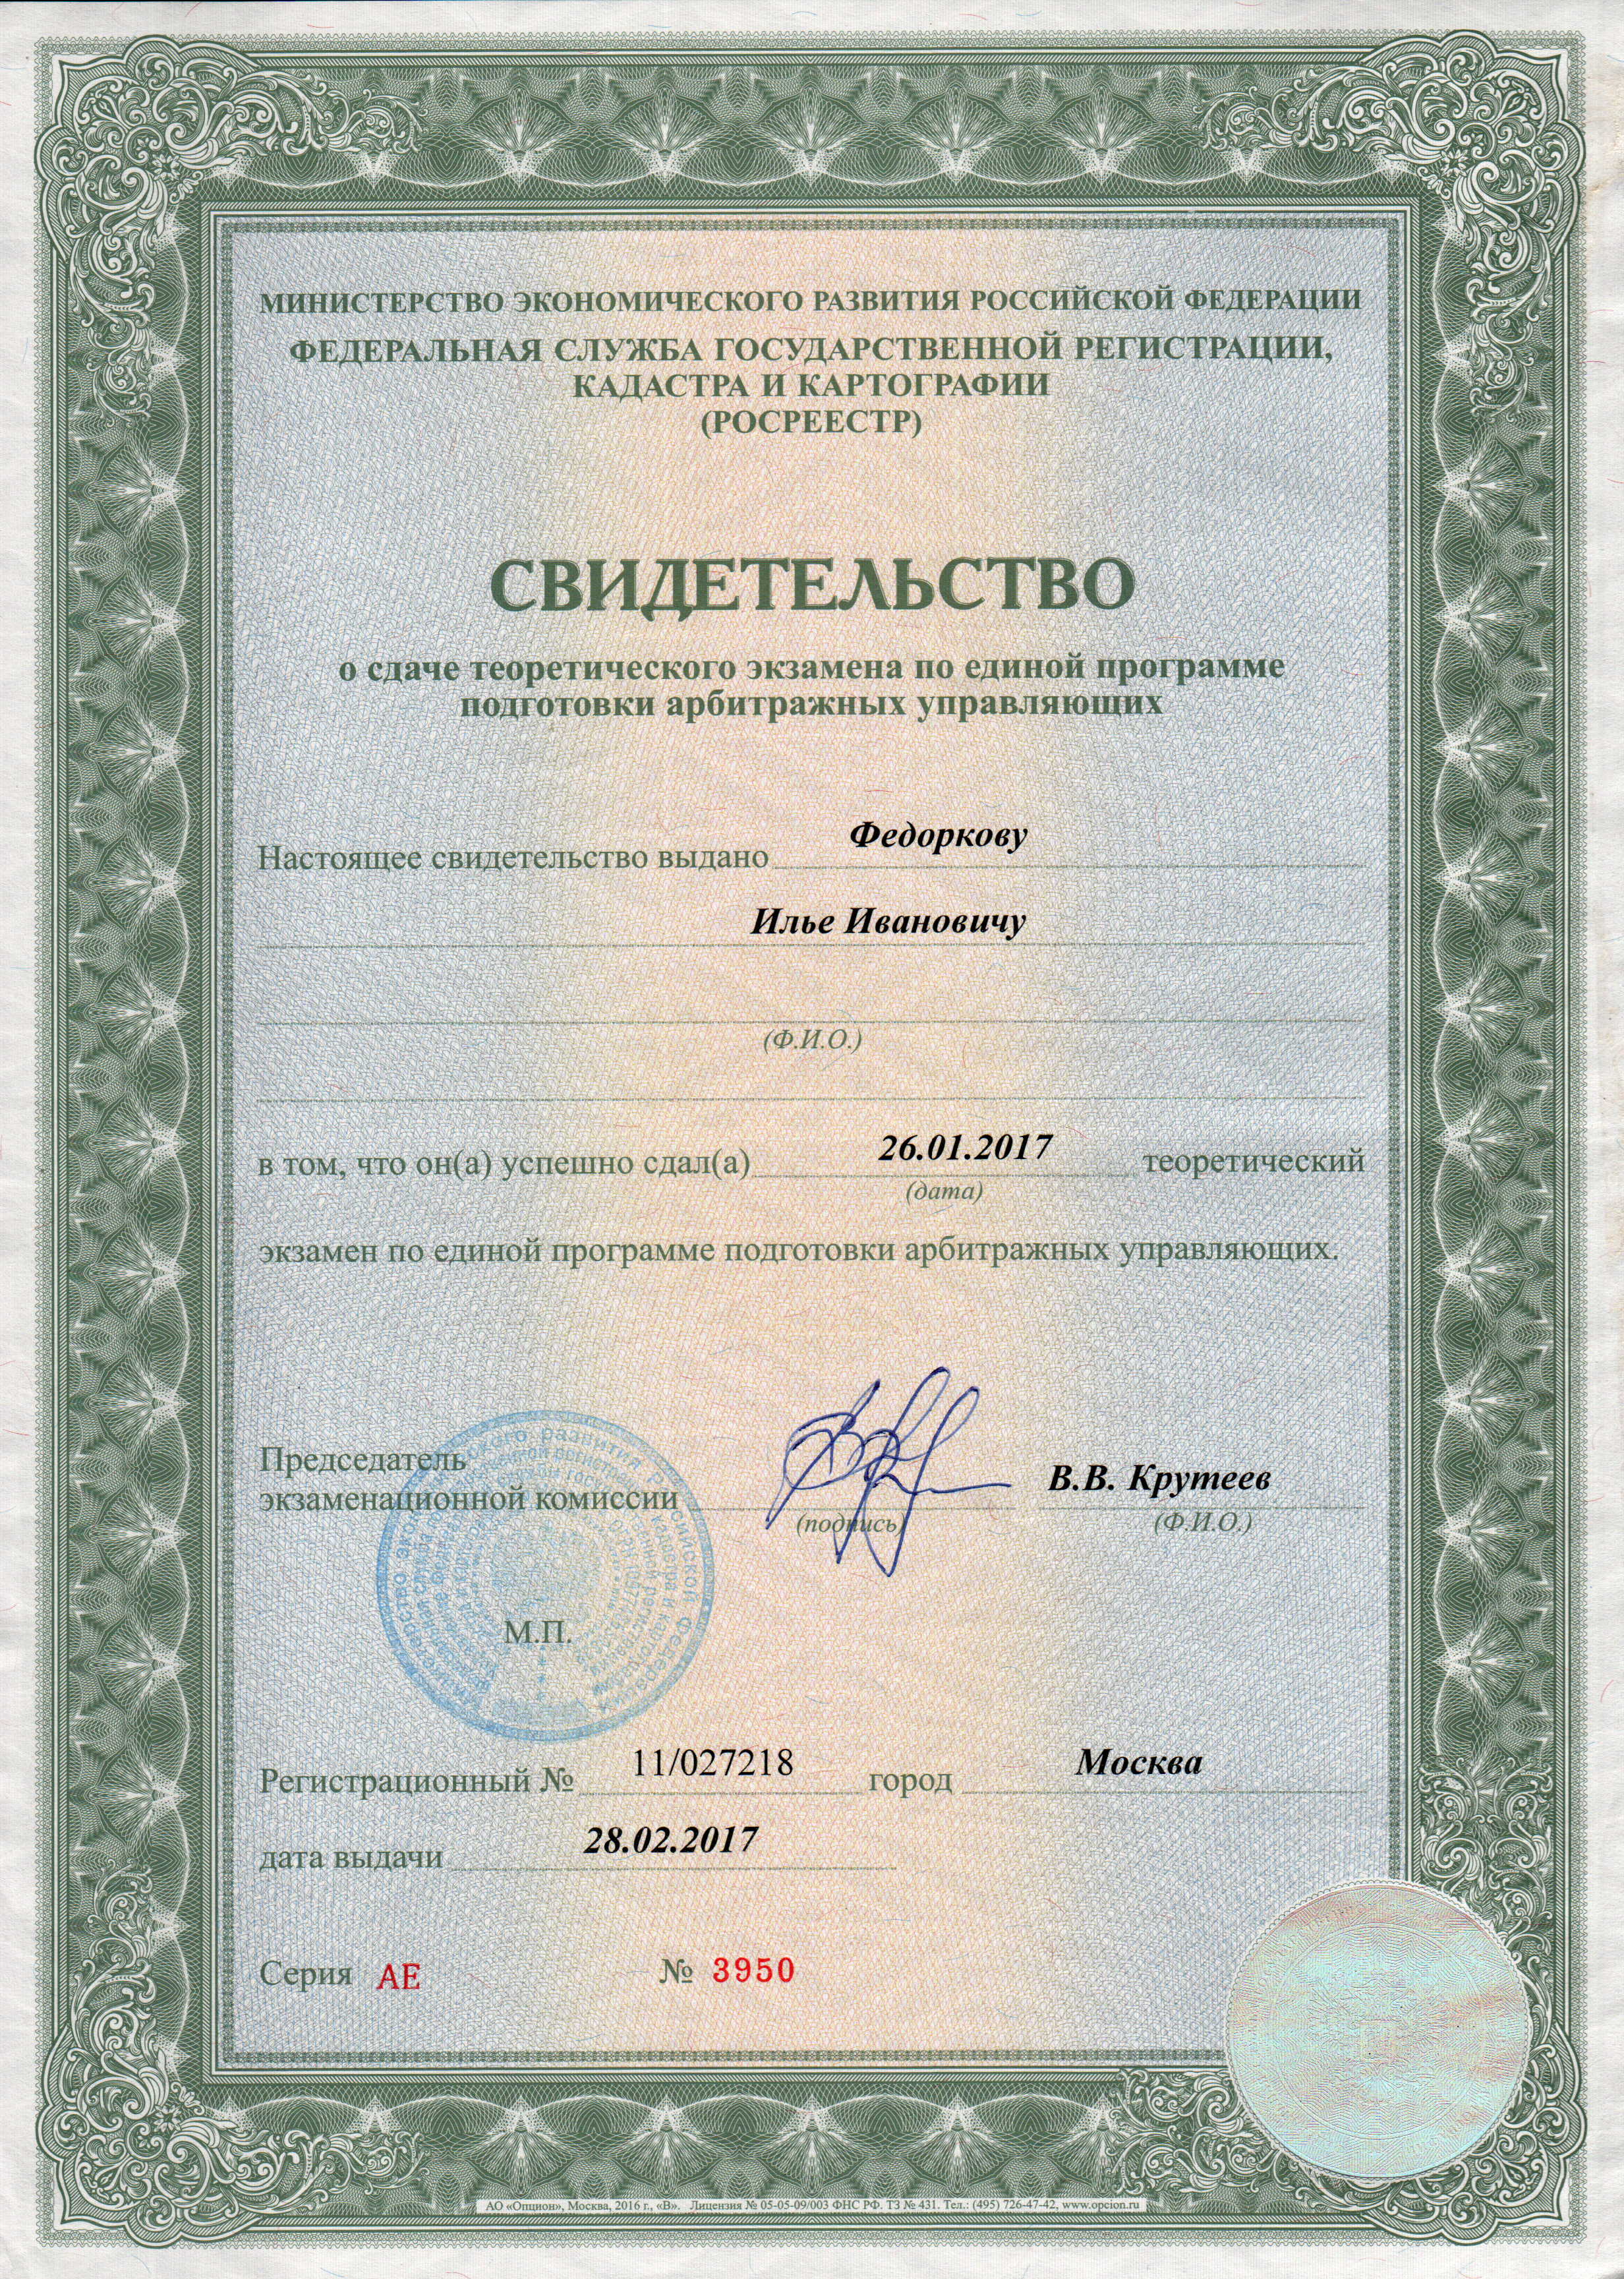 МИНИСТЕРСТВО ЭКОНОМИЧЕСКОГО РАЗВИТИЯ РОССИЙСКОЙ ФЕДЕРАЦИИ
ФЕДЕРАЛЬНАЯ СЛУЖБА ГОСУДАРСТВЕННОЙ РЕГИСТРАЦИИ,
КАДАСТРА И КАРТОГРАФИИ
(РОСРЕЕСТР)
СВИДЕТЕЛЬСТВО
о сдаче теоретического экзамена по единой программе
подготовки арбитражных управляющих
Настоящее свидетельство выдано Федоркову
Илье Ивановичу
(Ф.И.О.)
в том, что он(а) успешно сдал(а) 26.01.2017 теоретический
(дата)
экзамен по единой программе подготовки арбитражных управляющих.
Председатель
экзаменационной комиссии В.В. Крутеев
(подпись) (Ф.И.О.)
М.П.
Регистрационный № 11/027218 город Москва
дата выдачи 28.02.2017
Серия АЕ № 3950
АО «Опцион», Москва, 2016 г., «В». Лицензия № 05-05-09/003 ФНС РФ. ТЗ № 431. Тел.: (495) 726-47-42, www.opcion.ru